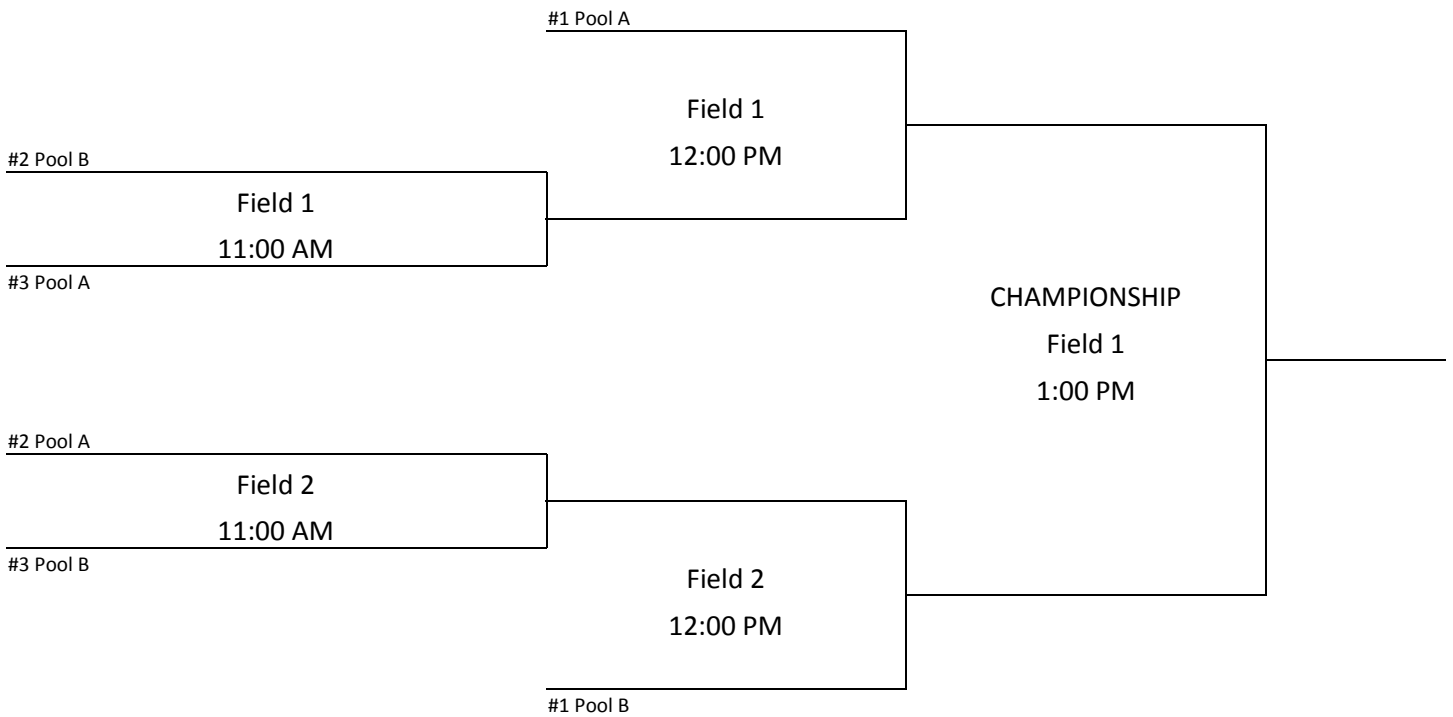 #1 Pool A
Field 1
12:00 PM
#2 Pool B
Field 1
11:00 AM
#3 Pool A
CHAMPIONSHIP
Field 1
1:00 PM
#2 Pool A
Field 2
11:00 AM
#3 Pool B
Field 2
12:00 PM
#1 Pool B